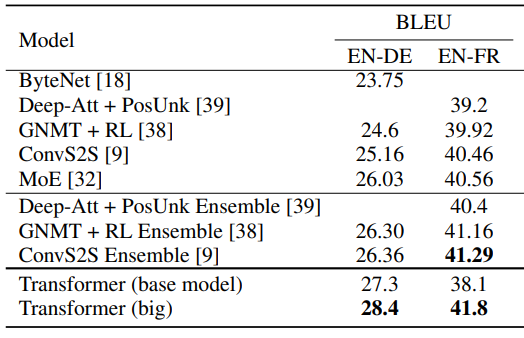 BLEU
Model
EN-DE EN-FR
ByteNet [18] 23.75
Deep-Att + PosUnk [39] 39.2
GNMT + RL [38] 24.6 39.92
ConvS2S [9] 25.16 40.46
MoE [32] 26.03 40.56
Deep-Att + PosUnk Ensemble [39] 40.4
GNMT + RL Ensemble [38] 26.30 41.16
ConvS2S Ensemble [9] 26.36 41.29
Transformer (base model) 27.3 38.1
Transformer (big) 28.4 41.8